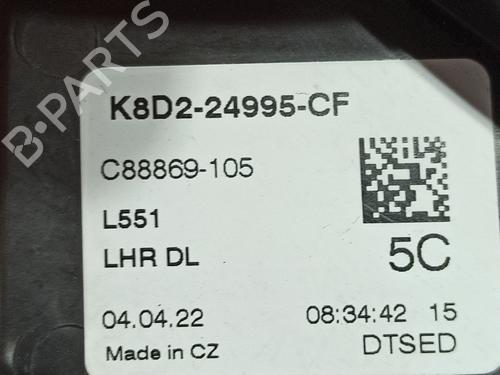 B-PARTS
K8D2-24995-CF
C88869-105
L551
LHR DL
5C
04.04.22 08:34:42 15
Made in CZ DTSED